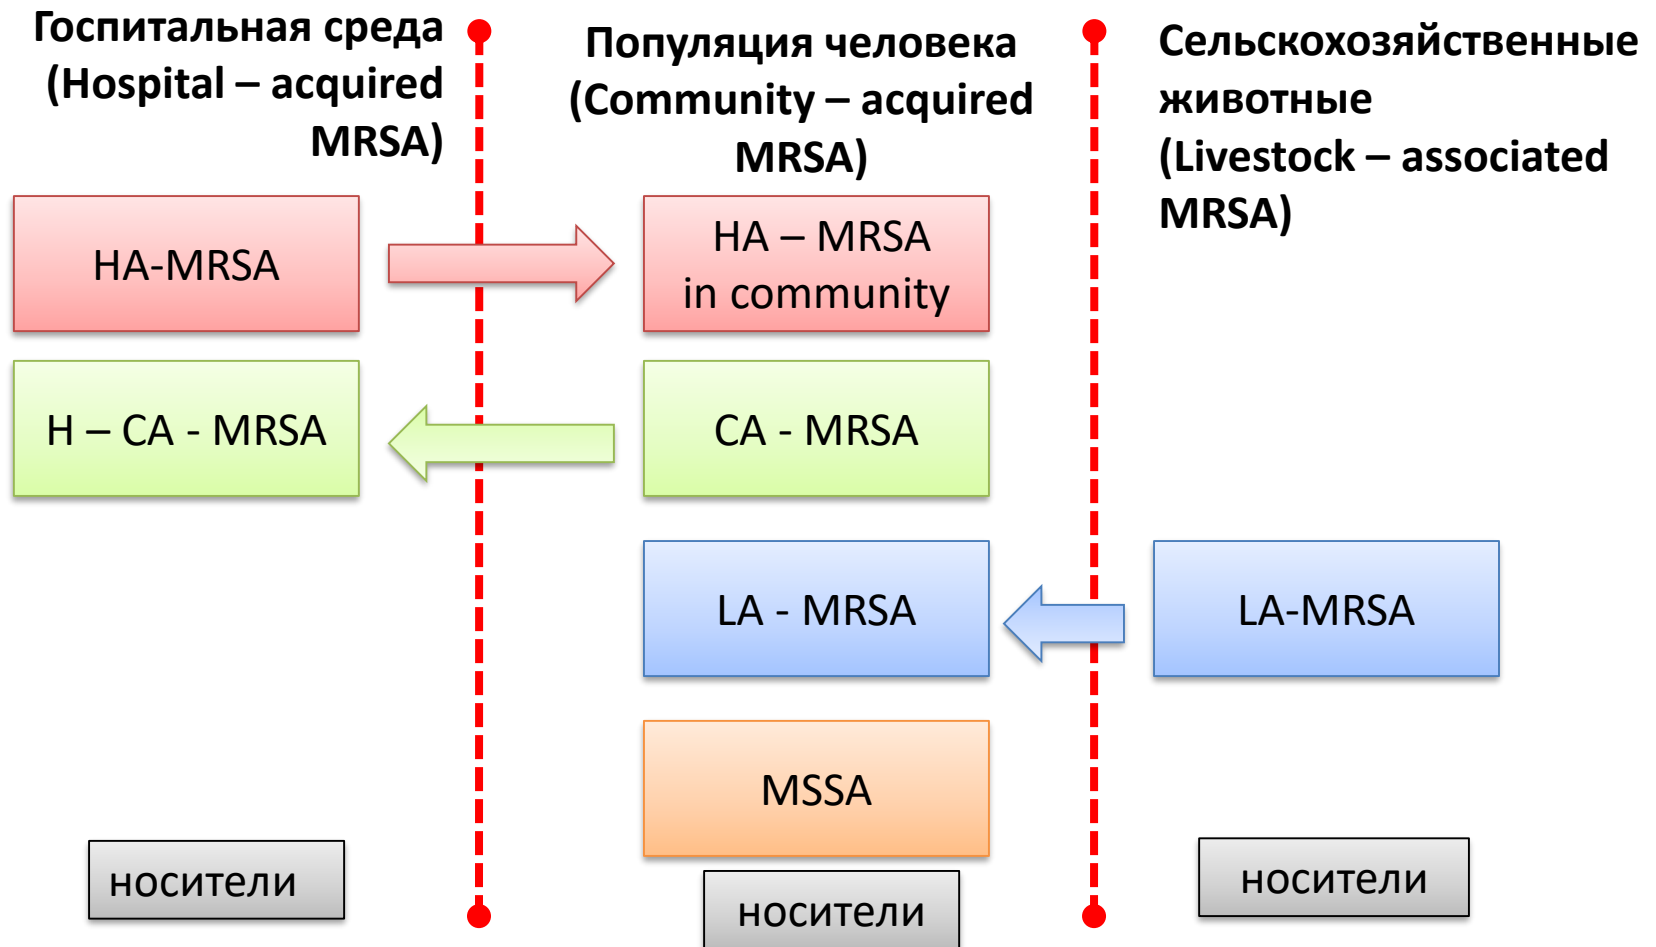 Госпитальная среда
(Hospital – acquired
MRSA)
Популяция человека
(Community – acquired
MRSA)
Сельскохозяйственные
животные
(Livestock – associated
MRSA)
HA-MRSA
HA – MRSA
in community
H – CA - MRSA
CA - MRSA
LA - MRSA
LA-MRSA
MSSA
носители
носители
носители